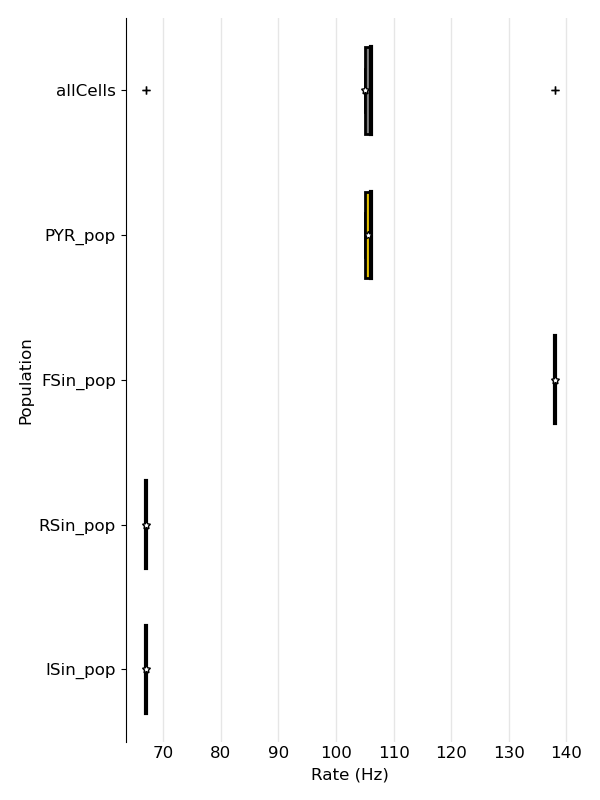 allCells
PYR_pop
FSin_pop
RSin_pop
ISin_pop
Population
70 80 90 100 110 120 130 140
Rate (Hz)